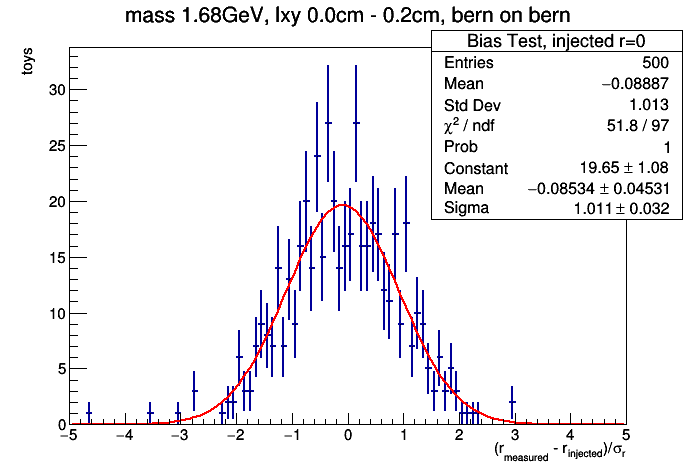 mass 1.68GeV, lxy 0.0cm - 0.2cm, bern on bern
Bias Test, injected r=0
Entries 500
Mean −0.08887
Std Dev 1.013
χ² / ndf 51.8 / 97
Prob 1
Constant 19.65 ± 1.08
Mean −0.08534 ± 0.04531
Sigma 1.011 ± 0.032
toys
30
25
20
15
10
5
0
−5 −4 −3 −2 −1 0 1 2 3 4 5
(r_measured - r_injected)/σ_r